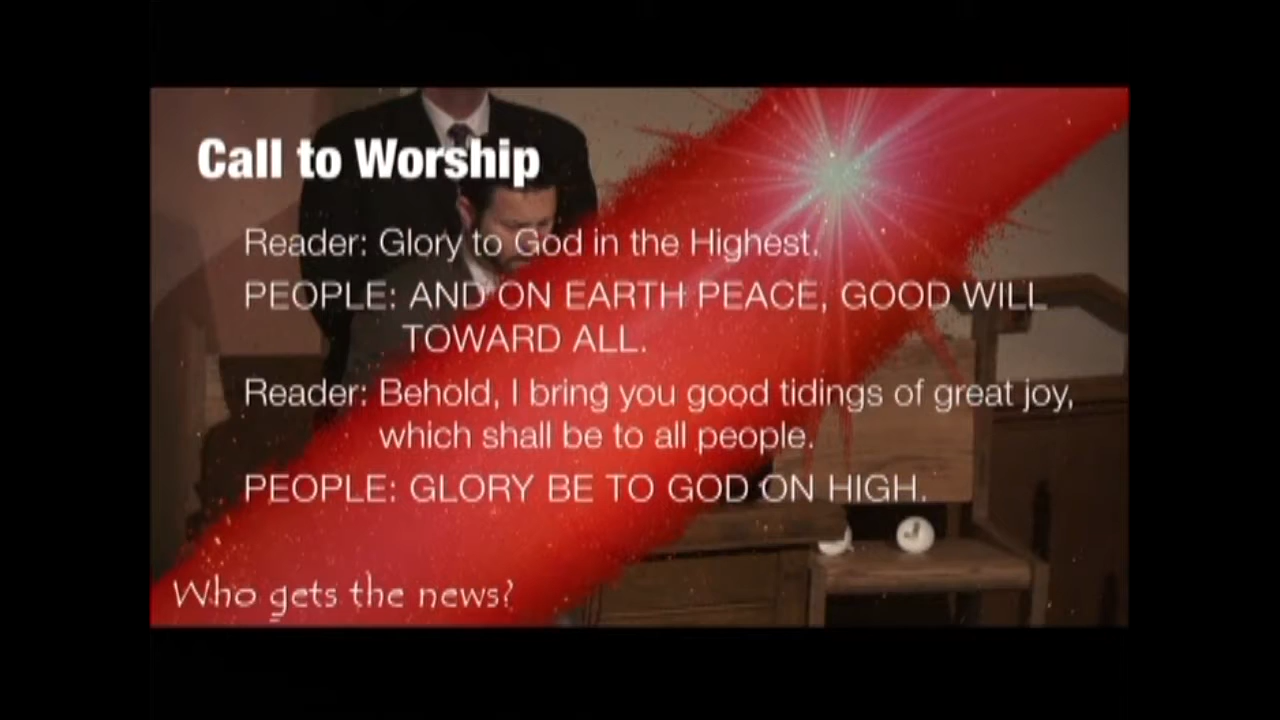 Call to Worship
Reader: Glory to God in the Highest.
PEOPLE: AND ON EARTH PEACE, GOOD WILL
TOWARD ALL.
Reader: Behold, I bring you good tidings of great joy,
which shall be to all people.
PEOPLE: GLORY BE TO GOD ON HIGH.
Who gets the news?